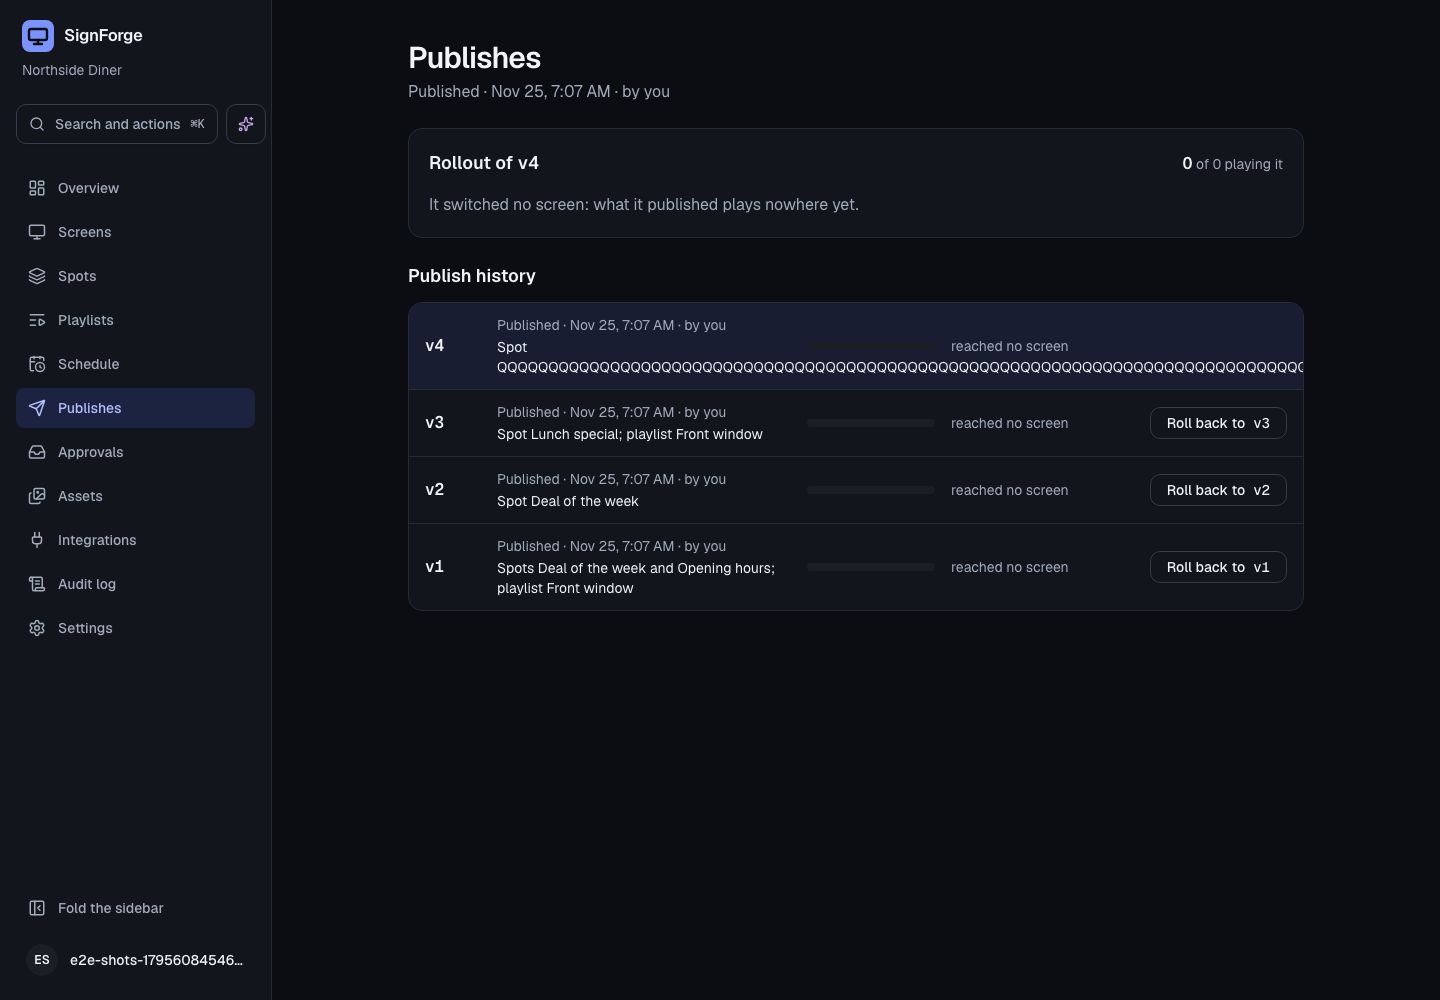 SignForge
Northside Diner
Search and actions ⌘K
Overview
Screens
Spots
Playlists
Schedule
Publishes
Approvals
Assets
Integrations
Audit log
Settings
Fold the sidebar
ES e2e-shots-17956084546…
Publishes
Published · Nov 25, 7:07 AM · by you
Rollout of v4
0 of 0 playing it
It switched no screen: what it published plays nowhere yet.
Publish history
v4
Published · Nov 25, 7:07 AM · by you
Spot
QQQQQQQQQQQQQQQQQQQQQQQQQQQQQQQQQQQQQQQQQQQQQQQQQQQQQQQQQQQQQQQQQQQQQQQQQQQQQQQ
reached no screen
v3
Published · Nov 25, 7:07 AM · by you
Spot Lunch special; playlist Front window
reached no screen
Roll back to v3
v2
Published · Nov 25, 7:07 AM · by you
Spot Deal of the week
reached no screen
Roll back to v2
v1
Published · Nov 25, 7:07 AM · by you
Spots Deal of the week and Opening hours;
playlist Front window
reached no screen
Roll back to v1